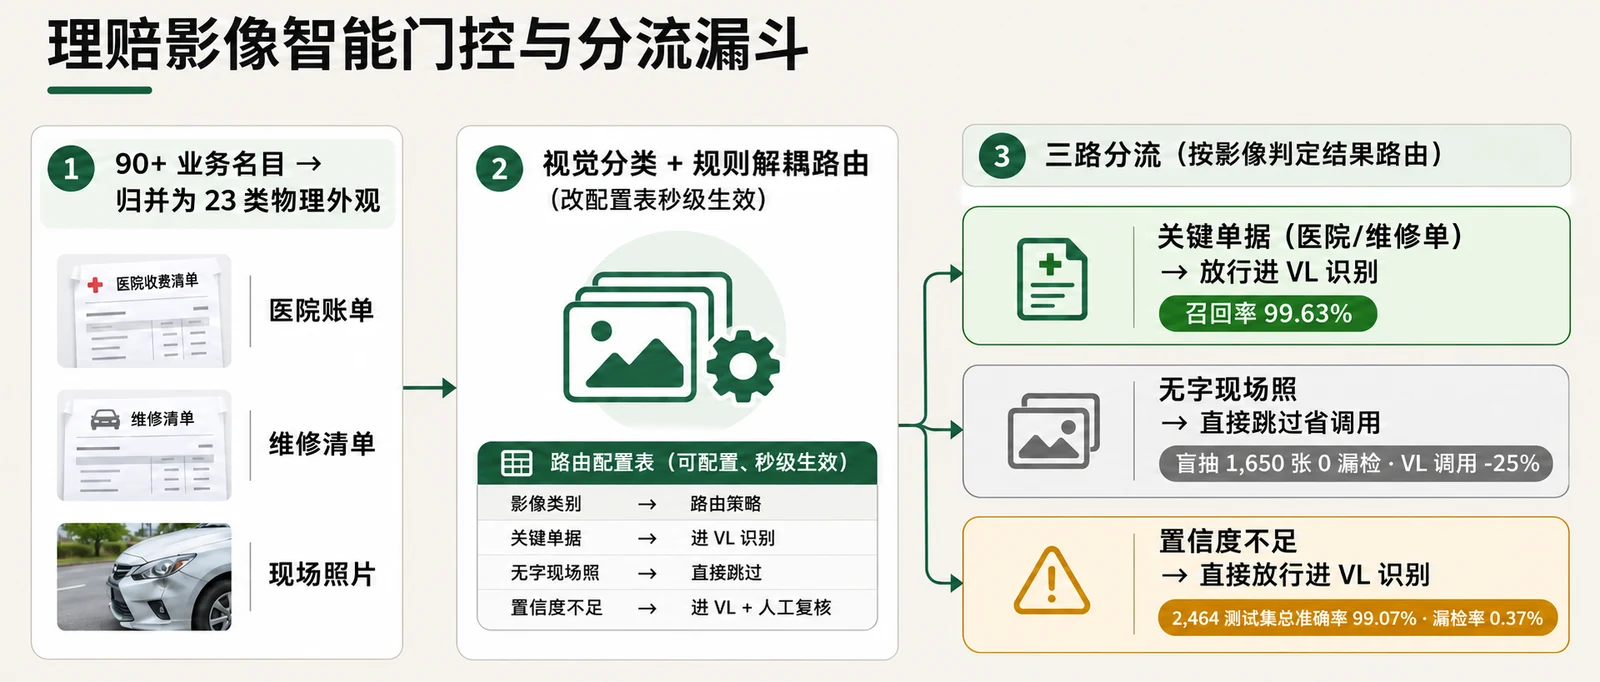 理赔影像智能门控与分流漏斗
1
90+ 业务名目 →
归并为 23 类物理外观
医院收费清单
医院账单
维修清单
维修清单
现场照片
2
视觉分类 + 规则解耦路由
（改配置表秒级生效）
路由配置表（可配置、秒级生效）
影像类别 → 路由策略
关键单据 → 进 VL 识别
无字现场照 → 直接跳过
置信度不足 → 进 VL + 人工复核
3
三路分流（按影像判定结果路由）
关键单据（医院/维修单）
→ 放行进 VL 识别
召回率 99.63%
无字现场照
→ 直接跳过省调用
盲抽 1,650 张 0 漏检 · VL 调用 -25%
置信度不足
→ 直接放行进 VL 识别
2,464 测试集总准确率 99.07% · 漏检率 0.37%